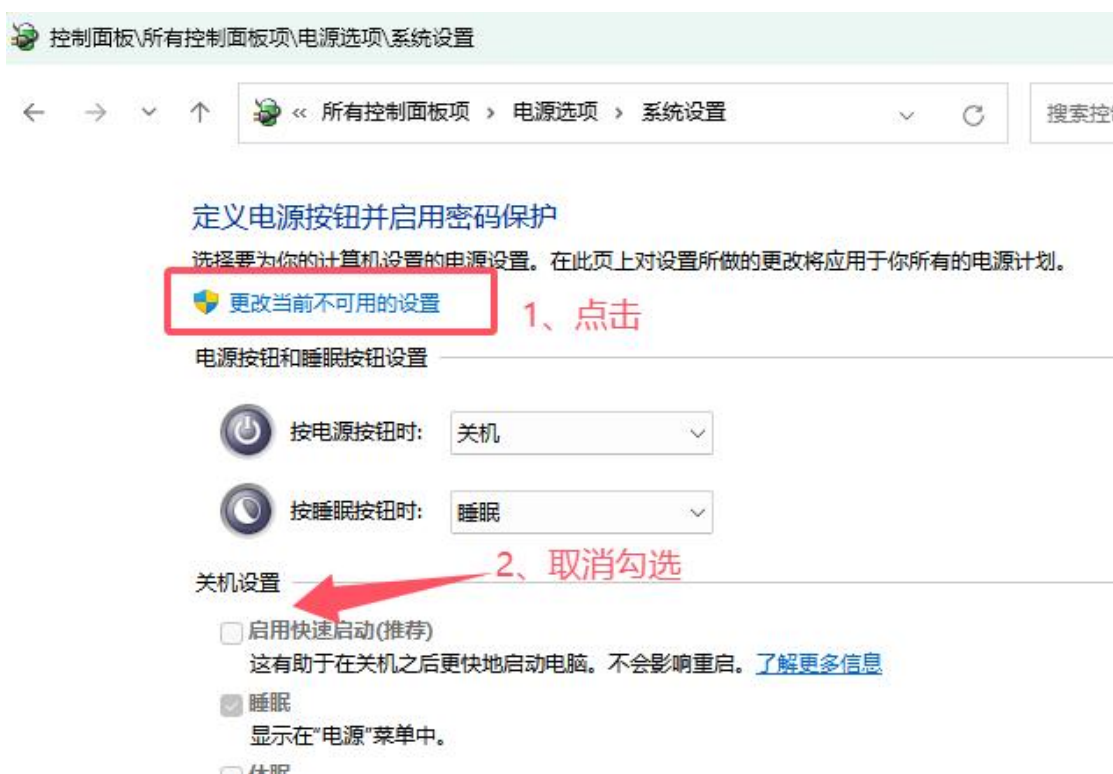 控制面板\所有控制面板项\电源选项\系统设置
« 所有控制面板项 › 电源选项 › 系统设置
搜索控
定义电源按钮并启用密码保护
选择要为你的计算机设置的电源设置。在此页上对设置所做的更改将应用于你所有的电源计划。
更改当前不可用的设置
1、点击
电源按钮和睡眠按钮设置
按电源按钮时: 关机
按睡眠按钮时: 睡眠
2、取消勾选
关机设置
启用快速启动(推荐)
这有助于在关机之后更快地启动电脑。不会影响重启。了解更多信息
睡眠
显示在"电源"菜单中。
休眠